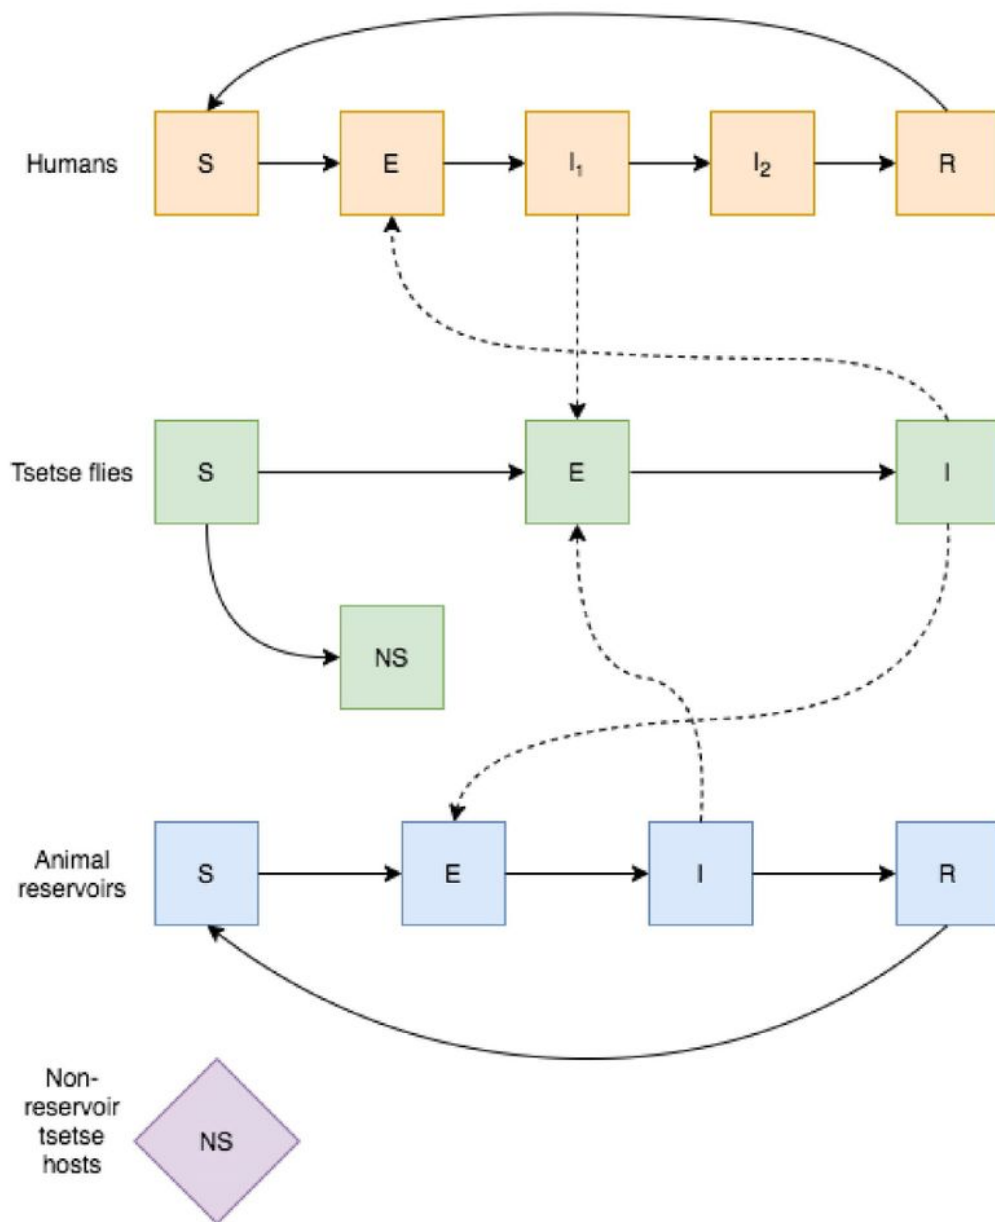 Humans
S
E
I₁
I₂
R
Tsetse flies
S
E
I
NS
Animal
reservoirs
S
E
I
R
Non-
reservoir
tsetse
hosts
NS